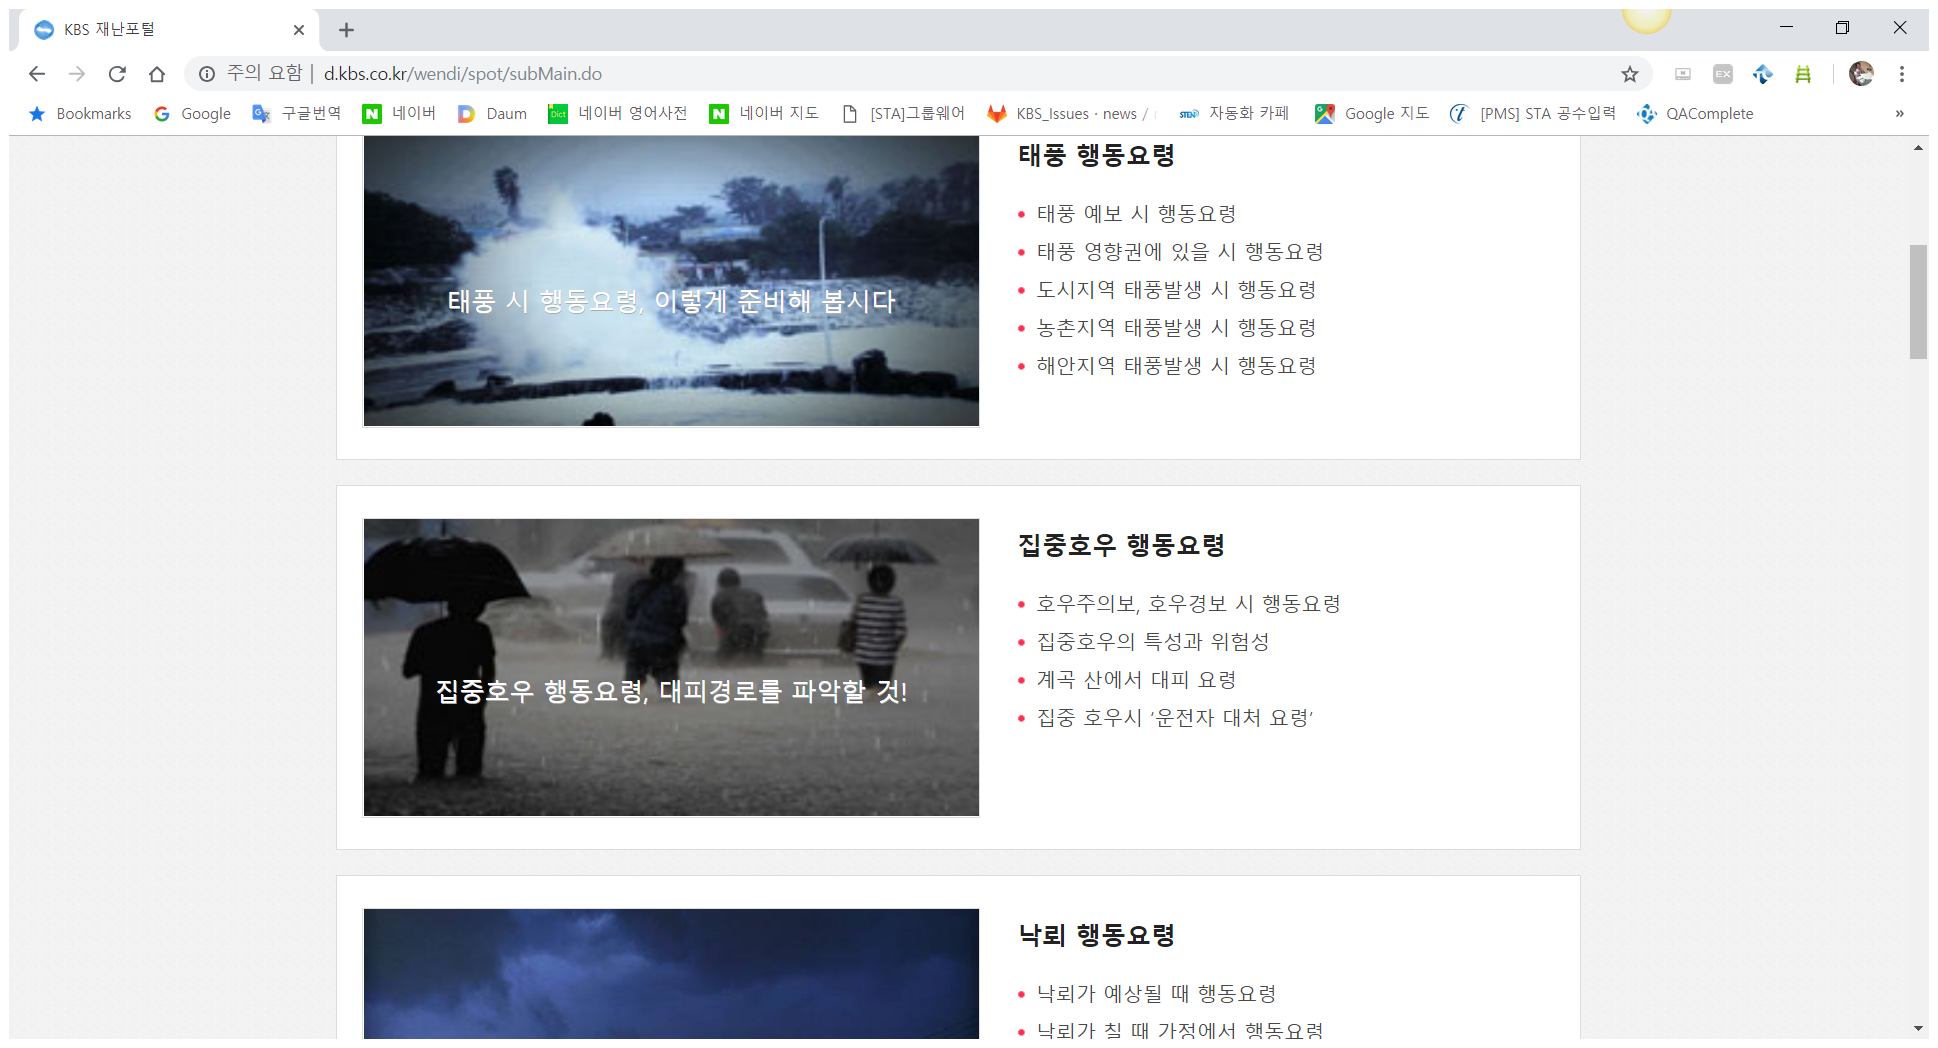 KBS 재난포털
주의 요함 | d.kbs.co.kr/wendi/spot/subMain.do
EX
Bookmarks Google 구글번역 네이버 Daum 네이버 영어사전 네이버 지도 [STA]그룹웨어 KBS_Issues · news / 자동화 카페 Google 지도 [PMS] STA 공수입력 QAComplete »
태풍 시 행동요령, 이렇게 준비해 봅시다
태풍 행동요령
• 태풍 예보 시 행동요령
• 태풍 영향권에 있을 시 행동요령
• 도시지역 태풍발생 시 행동요령
• 농촌지역 태풍발생 시 행동요령
• 해안지역 태풍발생 시 행동요령
집중호우 행동요령, 대피경로를 파악할 것!
집중호우 행동요령
• 호우주의보, 호우경보 시 행동요령
• 집중호우의 특성과 위험성
• 계곡 산에서 대피 요령
• 집중 호우시 ‘운전자 대처 요령’
낙뢰 행동요령
• 낙뢰가 예상될 때 행동요령
• 낙뢰가 칠 때 가정에서 행동요령